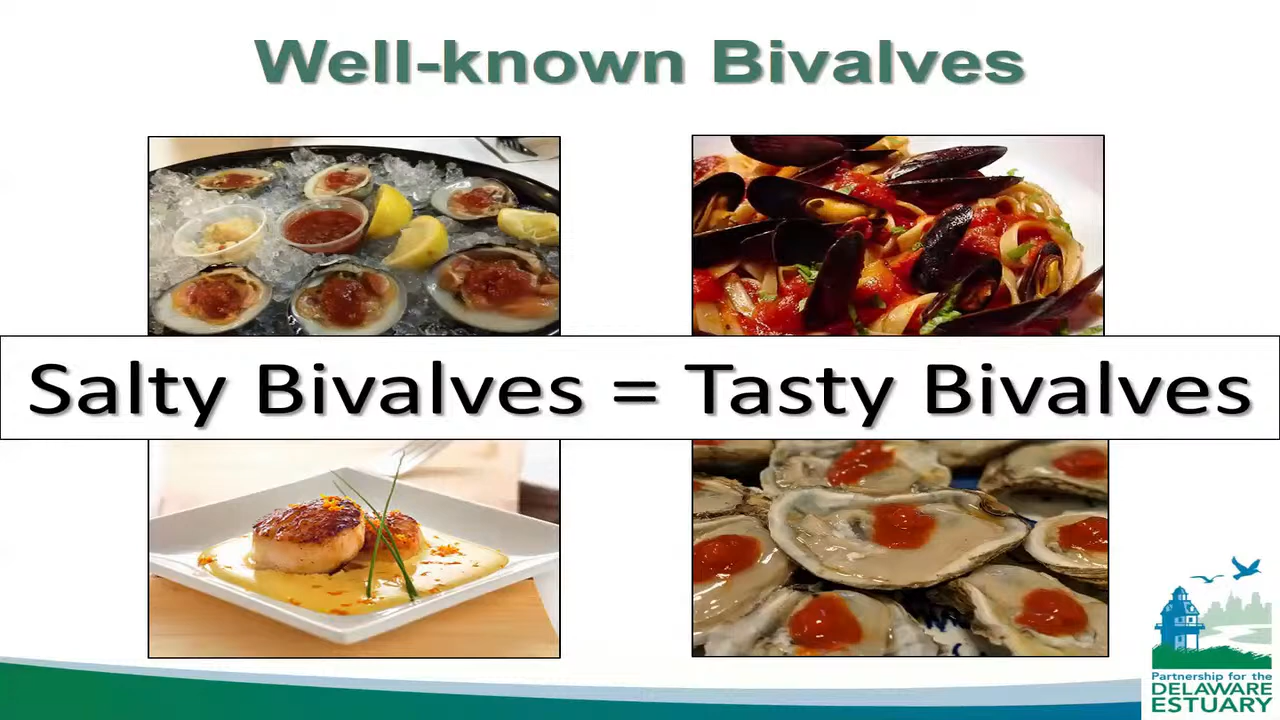 Well-known Bivalves
Salty Bivalves = Tasty Bivalves
Partnership for the
DELAWARE
ESTUARY